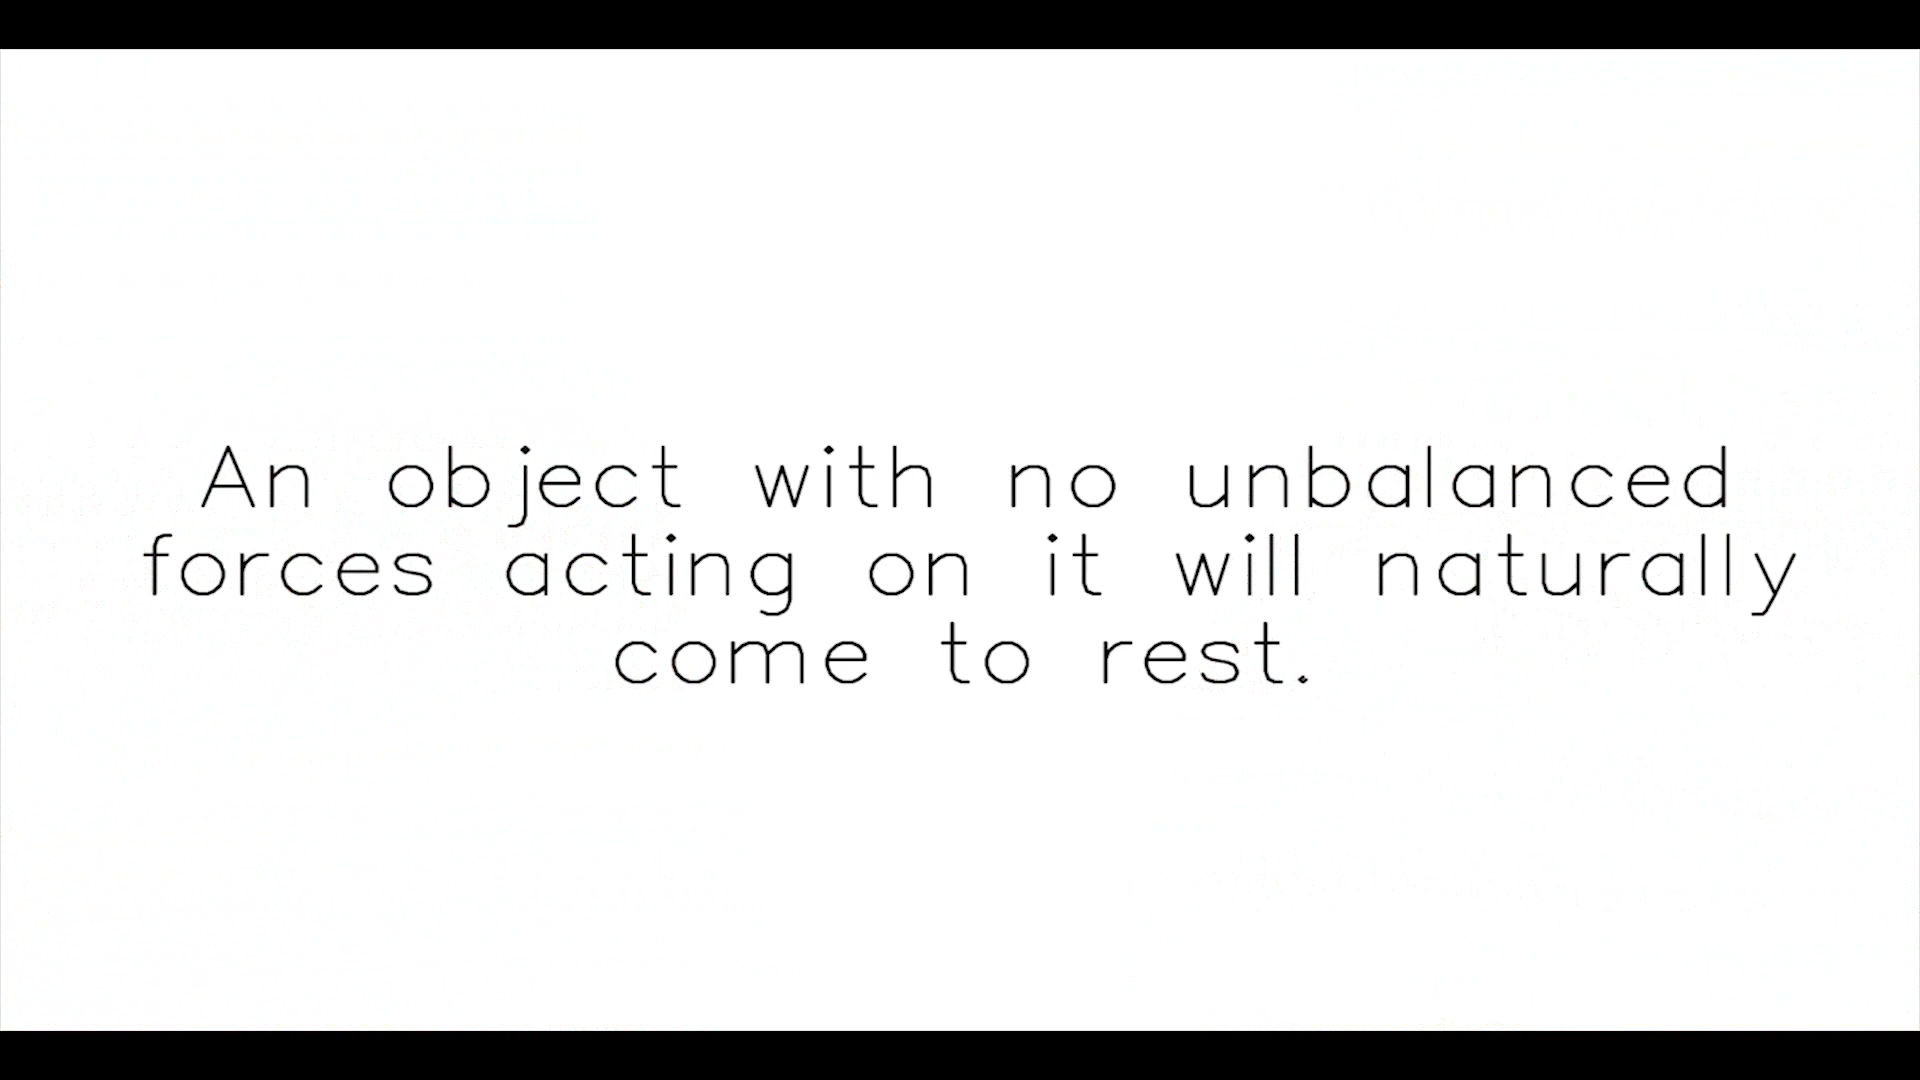 An object with no unbalanced
forces acting on it will naturally
come to rest.